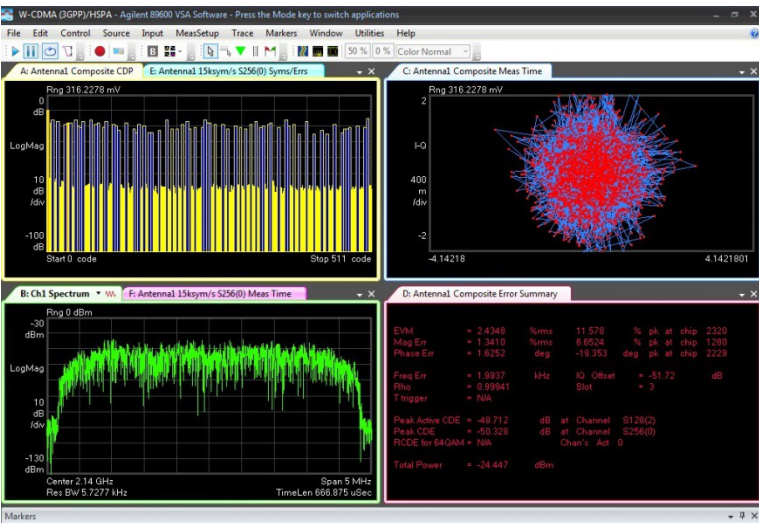 W-CDMA (3GPP)/HSPA - Agilent 89600 VSA Software - Press the Mode key to switch applications
File Edit Control Source Input MeasSetup Trace Markers Window Utilities Help
50 % 0 % Color Normal
A: Antenna1 Composite CDP E: Antenna1 15ksym/s S256(0) Syms/Errs
Rng 316.2278 mV
0
dB
LogMag
10
dB
/div
-100
dB
Start 0 code Stop 511 code
C: Antenna1 Composite Meas Time
Rng 316.2278 mV
2
I-Q
400
m
/div
-2
-4.14218 4.1421801
B: Ch1 Spectrum F: Antenna1 15ksym/s S256(0) Meas Time
Rng 0 dBm
-30
dBm
LogMag
10
dB
/div
-130
dBm
Center 2.14 GHz Span 5 MHz
Res BW 5.7277 kHz TimeLen 666.875 uSec
D: Antenna1 Composite Error Summary
EVM = 2.4348 %rms 11.578 % pk at chip 2320
Mag Err = 1.3410 %rms 6.6524 % pk at chip 1280
Phase Err = 1.6252 deg -19.353 deg pk at chip 2229
Freq Err = 1.9937 kHz IQ Offset = -51.72 dB
Rho = 0.99941 Slot = 3
T trigger = N/A
Peak Active CDE = -48.712 dB at Channel S128(2)
Peak CDE = -50.328 dB at Channel S256(0)
RCDE for 64QAM = N/A Chan's Act 0
Total Power = -24.447 dBm
Markers